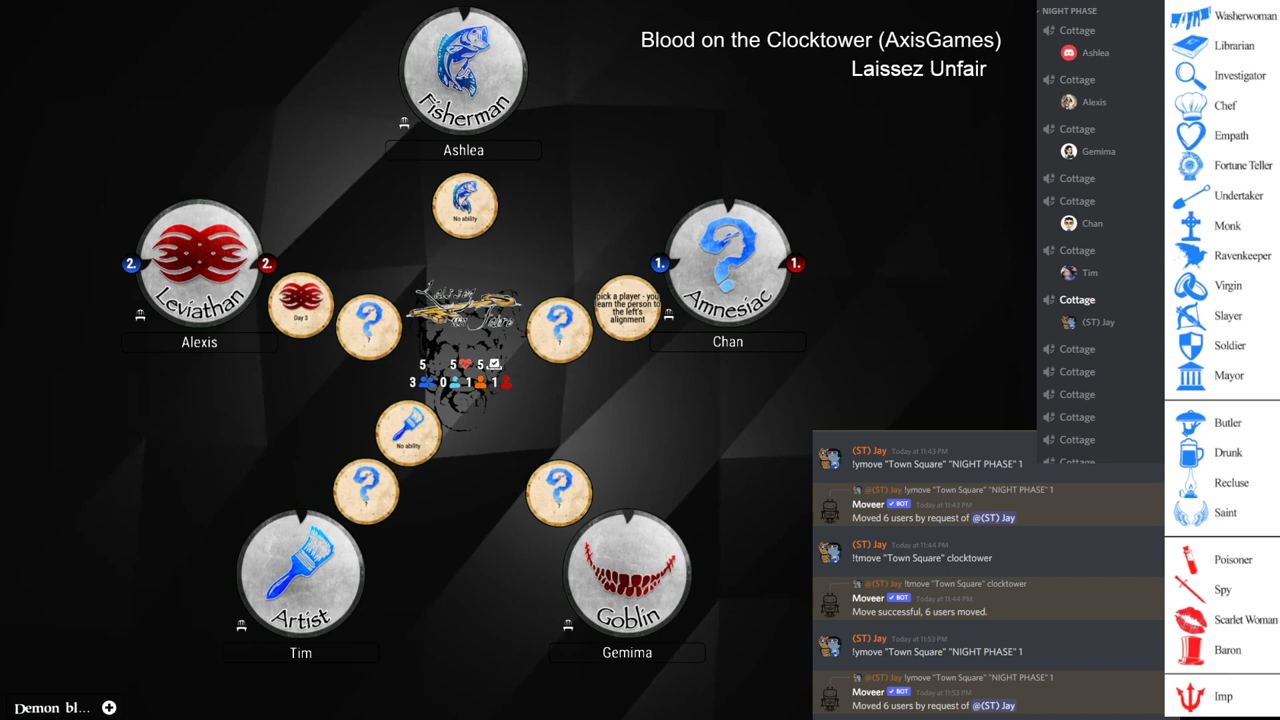 Blood on the Clocktower (AxisGames)
Laissez Unfair
Fisherman
Ashlea
No ability
Leviathan
2.
2.
Alexis
Day 3
Amnesiac
1.
1.
Chan
pick a player - you
learn the person to
the left's
alignment
5 5 5
3 0 1 1
No ability
Artist
Tim
Goblin
Gemima
Demon bl...
NIGHT PHASE
Cottage
Ashlea
Cottage
Alexis
Cottage
Gemima
Cottage
Cottage
Chan
Cottage
Tim
Cottage
(ST) Jay
Cottage
Cottage
Cottage
Cottage
Cottage
Cottage
(ST) Jay Today at 11:43 PM
!ymove "Town Square" "NIGHT PHASE" 1
@(ST) Jay !ymove "Town Square" "NIGHT PHASE" 1
Moveer BOT Today at 11:43 PM
Moved 6 users by request of @(ST) Jay
(ST) Jay Today at 11:44 PM
!tmove "Town Square" clocktower
@(ST) Jay !tmove "Town Square" clocktower
Moveer BOT Today at 11:44 PM
Move successful, 6 users moved.
(ST) Jay Today at 11:53 PM
!ymove "Town Square" "NIGHT PHASE" 1
@(ST) Jay !ymove "Town Square" "NIGHT PHASE" 1
Moveer BOT Today at 11:53 PM
Moved 6 users by request of @(ST) Jay
Washerwoman
Librarian
Investigator
Chef
Empath
Fortune Teller
Undertaker
Monk
Ravenkeeper
Virgin
Slayer
Soldier
Mayor
Butler
Drunk
Recluse
Saint
Poisoner
Spy
Scarlet Woman
Baron
Imp